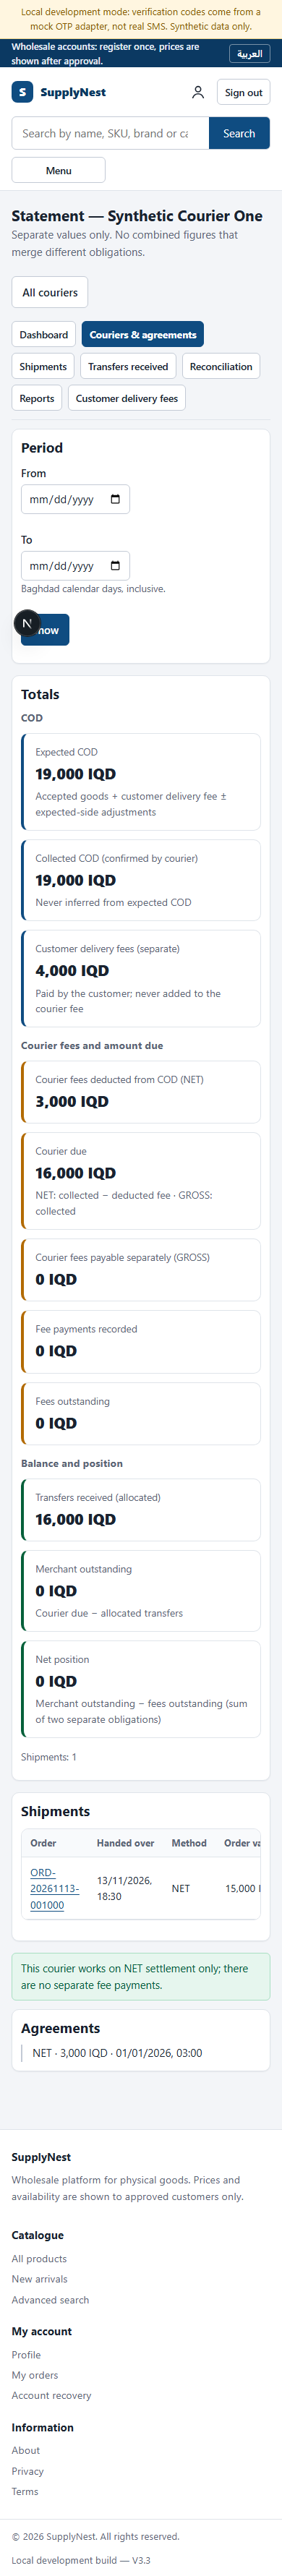 Local development mode: verification codes come from a
mock OTP adapter, not real SMS. Synthetic data only.
Wholesale accounts: register once, prices are
shown after approval.
العربية
S SupplyNest
Sign out
Search by name, SKU, brand or ca
Search
Menu
Statement — Synthetic Courier One
Separate values only. No combined figures that
merge different obligations.
All couriers
Dashboard
Couriers & agreements
Shipments
Transfers received
Reconciliation
Reports
Customer delivery fees
Period
From
mm/dd/yyyy
To
mm/dd/yyyy
Baghdad calendar days, inclusive.
N
how
Totals
COD
Expected COD
19,000 IQD
Accepted goods + customer delivery fee ±
expected-side adjustments
Collected COD (confirmed by courier)
19,000 IQD
Never inferred from expected COD
Customer delivery fees (separate)
4,000 IQD
Paid by the customer; never added to the
courier fee
Courier fees and amount due
Courier fees deducted from COD (NET)
3,000 IQD
Courier due
16,000 IQD
NET: collected − deducted fee · GROSS:
collected
Courier fees payable separately (GROSS)
0 IQD
Fee payments recorded
0 IQD
Fees outstanding
0 IQD
Balance and position
Transfers received (allocated)
16,000 IQD
Merchant outstanding
0 IQD
Courier due − allocated transfers
Net position
0 IQD
Merchant outstanding − fees outstanding (sum
of two separate obligations)
Shipments: 1
Shipments
Order Handed over Method Order va
ORD-
20261113-
001000
13/11/2026,
18:30
NET
15,000 I
This courier works on NET settlement only; there
are no separate fee payments.
Agreements
NET · 3,000 IQD · 01/01/2026, 03:00
SupplyNest
Wholesale platform for physical goods. Prices and
availability are shown to approved customers only.
Catalogue
All products
New arrivals
Advanced search
My account
Profile
My orders
Account recovery
Information
About
Privacy
Terms
© 2026 SupplyNest. All rights reserved.
Local development build — V3.3